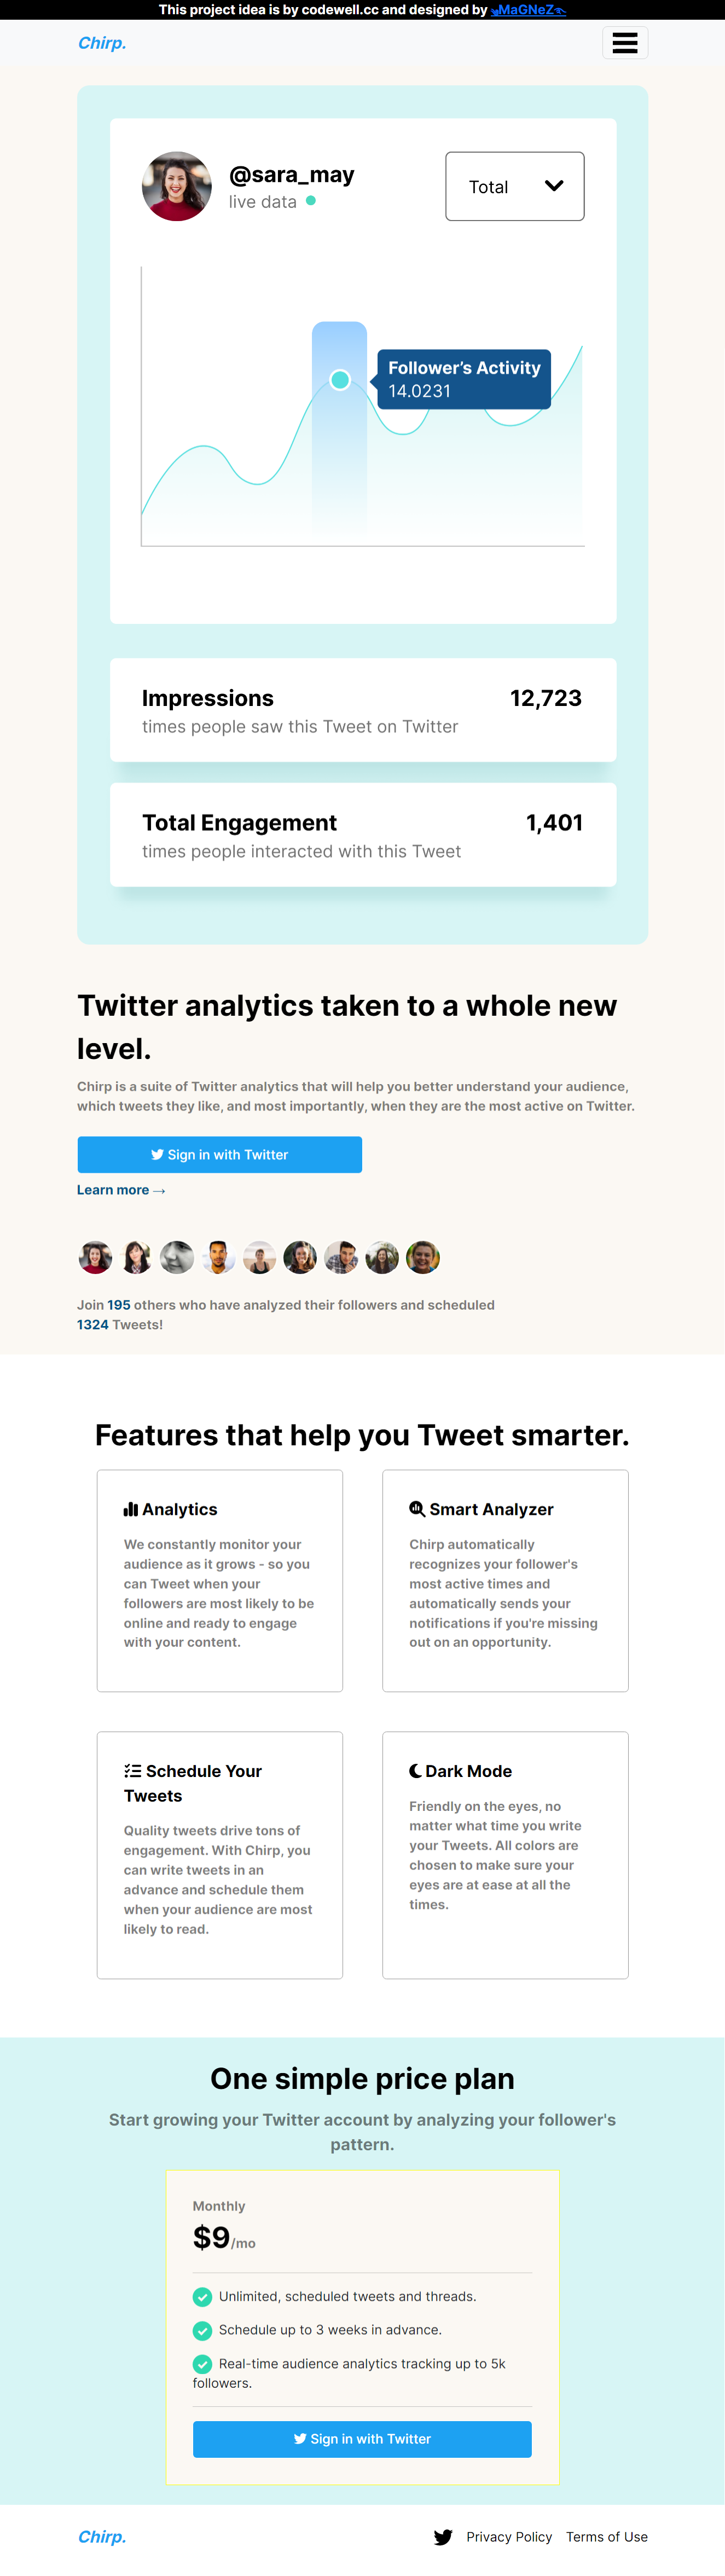 This project idea is by codewell.cc and designed by ↘MaGNeZ↜
Chirp.
@sara_may
live data
Total
Follower’s Activity
14.0231
Impressions
12,723
times people saw this Tweet on Twitter
Total Engagement
1,401
times people interacted with this Tweet
Twitter analytics taken to a whole new
level.
Chirp is a suite of Twitter analytics that will help you better understand your audience,
which tweets they like, and most importantly, when they are the most active on Twitter.
Sign in with Twitter
Learn more →
Join 195 others who have analyzed their followers and scheduled
1324 Tweets!
Features that help you Tweet smarter.
Analytics
We constantly monitor your
audience as it grows - so you
can Tweet when your
followers are most likely to be
online and ready to engage
with your content.
Smart Analyzer
Chirp automatically
recognizes your follower's
most active times and
automatically sends your
notifications if you're missing
out on an opportunity.
Schedule Your
Tweets
Quality tweets drive tons of
engagement. With Chirp, you
can write tweets in an
advance and schedule them
when your audience are most
likely to read.
Dark Mode
Friendly on the eyes, no
matter what time you write
your Tweets. All colors are
chosen to make sure your
eyes are at ease at all the
times.
One simple price plan
Start growing your Twitter account by analyzing your follower's
pattern.
Monthly
$9/mo
Unlimited, scheduled tweets and threads.
Schedule up to 3 weeks in advance.
Real-time audience analytics tracking up to 5k
followers.
Sign in with Twitter
Chirp.
Privacy Policy
Terms of Use